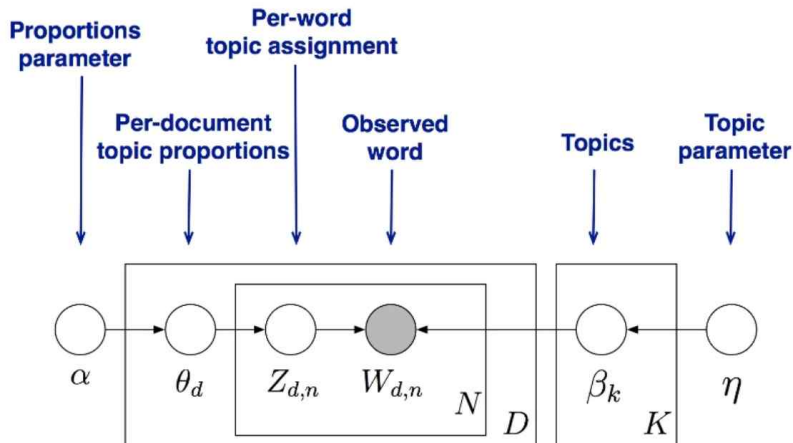 Proportions
parameter
Per-word
topic assignment
Per-document
topic proportions
Observed
word
Topics
Topic
parameter
α
θd
Zd,n
Wd,n
N
D
βk
K
η